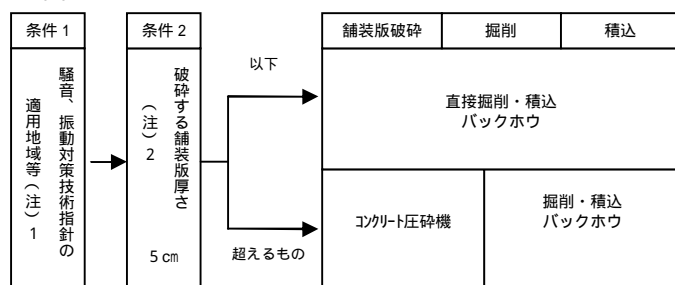 条件1
条件2
舗装版破砕
掘削
積込
騒音、振動対策技術指針の
適用地域等(注)1
破砕する舗装版厚さ
(注)2
5㎝
以下
超えるもの
直接掘削・積込
バックホウ
コンクリート圧砕機
掘削・積込
バックホウ